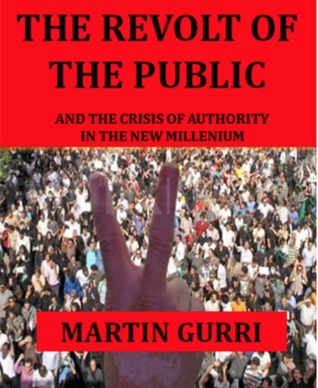 THE REVOLT OF
THE PUBLIC
AND THE CRISIS OF AUTHORITY
IN THE NEW MILLENIUM
MARTIN GURRI